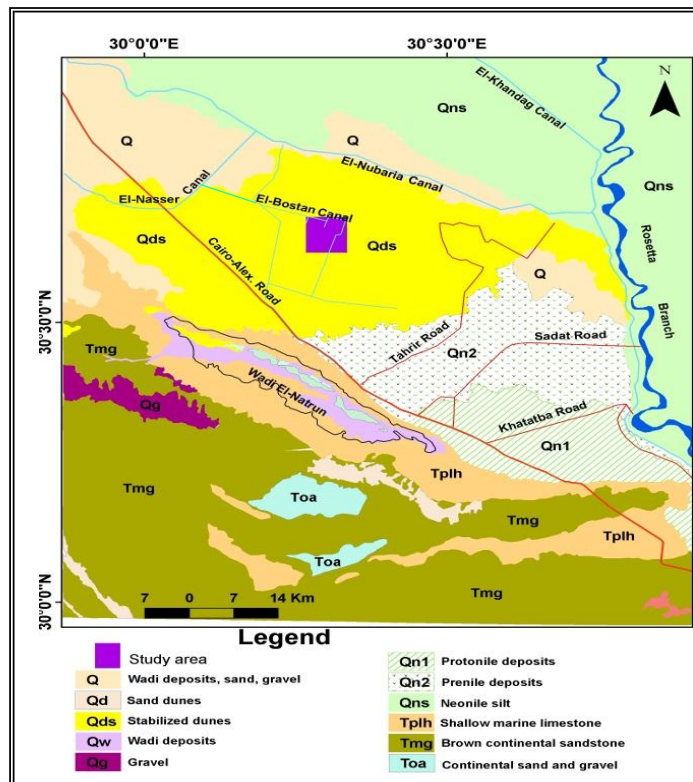 30°0'0"E
30°30'0"E
N
Qns
El-Khandag Canal
Q
Q
El-Nubaria Canal
Qns
Canal
El-Nasser
El-Bostan Canal
Rosetta
Qds
Qds
Cairo-Alex. Road
Q
Branch
30°30'0"N
Tahrir Road
Sadat Road
Tmg
Qn2
Wadi El-Natrun
Qg
Khatatba Road
Qn1
Tplh
Tmg
Toa
Tmg
Tplh
Toa
Tmg
30°0'0"N
7 0 7 14 Km
Legend
Study area
Q Wadi deposits, sand, gravel
Qd Sand dunes
Qds Stabilized dunes
Qw Wadi deposits
Qg Gravel
Qn1 Protonile deposits
Qn2 Prenile deposits
Qns Neonile silt
Tplh Shallow marine limestone
Tmg Brown continental sandstone
Toa Continental sand and gravel